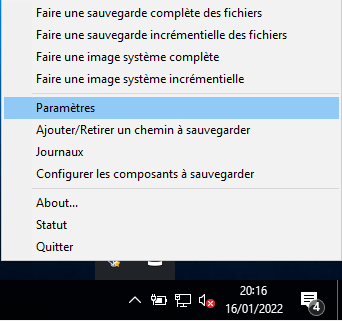 Faire une sauvegarde complète des fichiers
Faire une sauvegarde incrémentielle des fichiers
Faire une image système complète
Faire une image système incrémentielle
Paramètres
Ajouter/Retirer un chemin à sauvegarder
Journaux
Configurer les composants à sauvegarder
About...
Statut
Quitter
20:16
16/01/2022
4